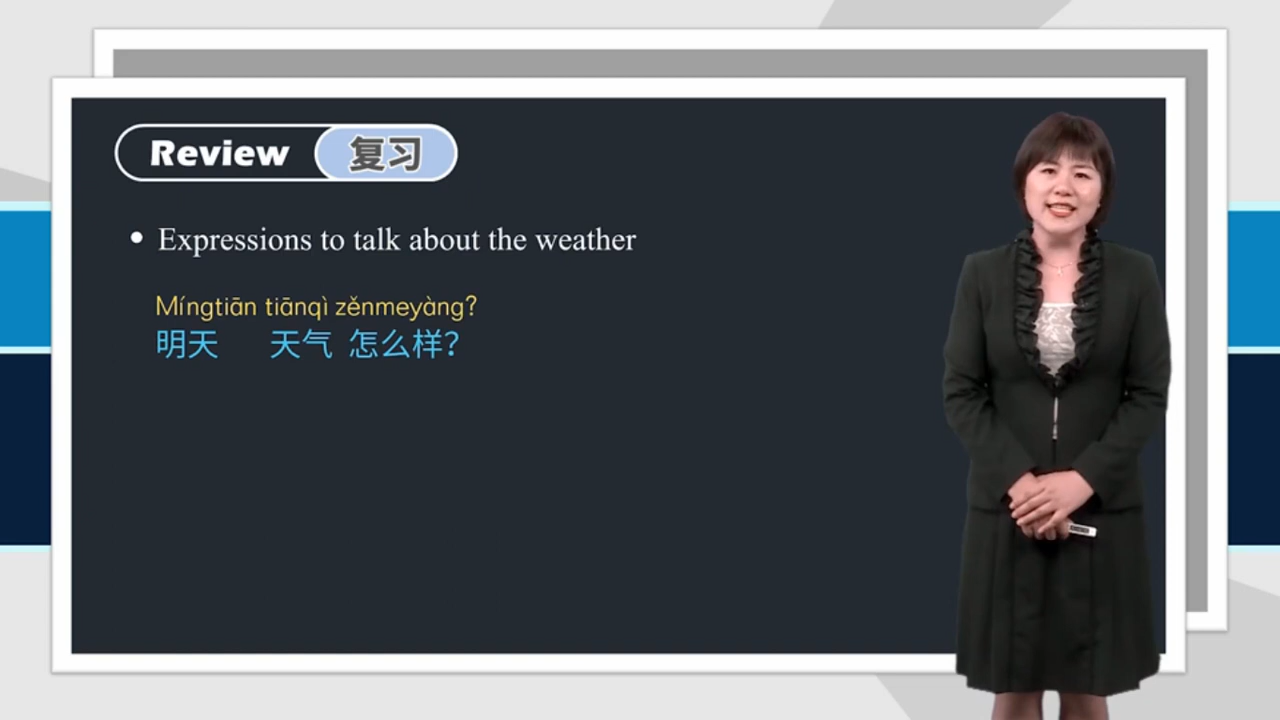 Review 复习
• Expressions to talk about the weather
Míngtiān tiānqì zěnmeyàng?
明天 天气 怎么样?